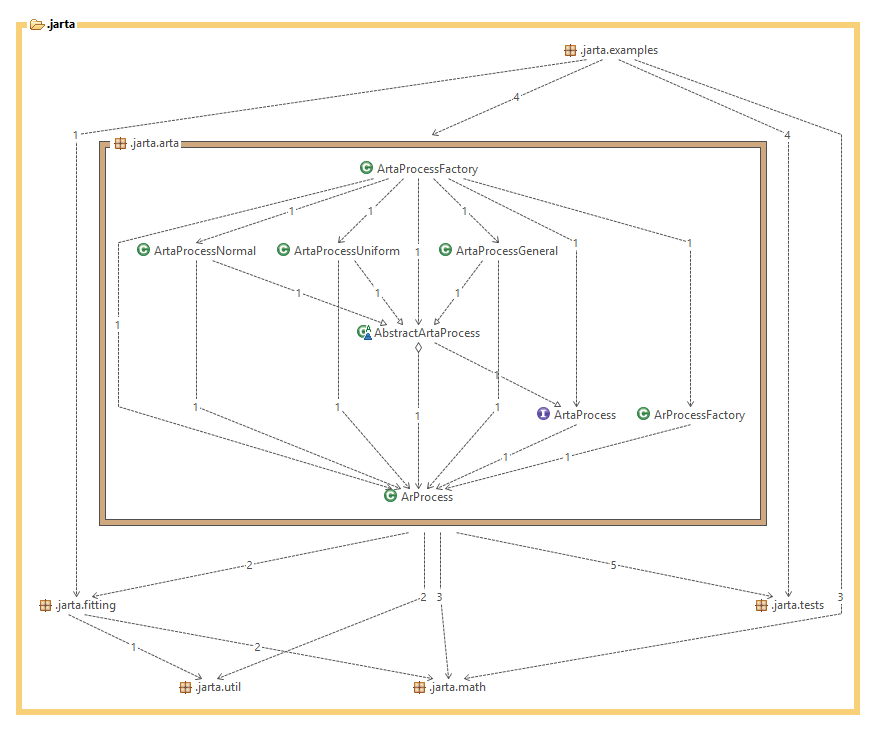 .jarta
.jarta.examples
4
1
4
.jarta.arta
ArtaProcessFactory
1
1
1
ArtaProcessNormal
ArtaProcessUniform
1
ArtaProcessGeneral
1
1
1
1
1
1
AbstractArtaProcess
1
1
1
1
1
ArtaProcess
ArProcessFactory
1
1
ArProcess
2
5
2
3
3
.jarta.fitting
.jarta.tests
1
2
.jarta.util
.jarta.math